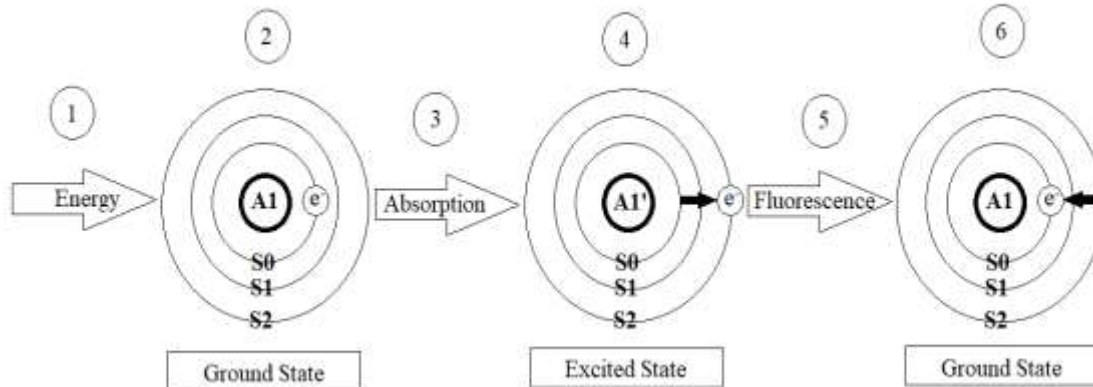 2
4
6
1
3
5
Energy
A1
e-
Absorption
A1'
e-
Fluorescence
A1
e-
S0
S1
S2
S0
S1
S2
S0
S1
S2
Ground State
Excited State
Ground State